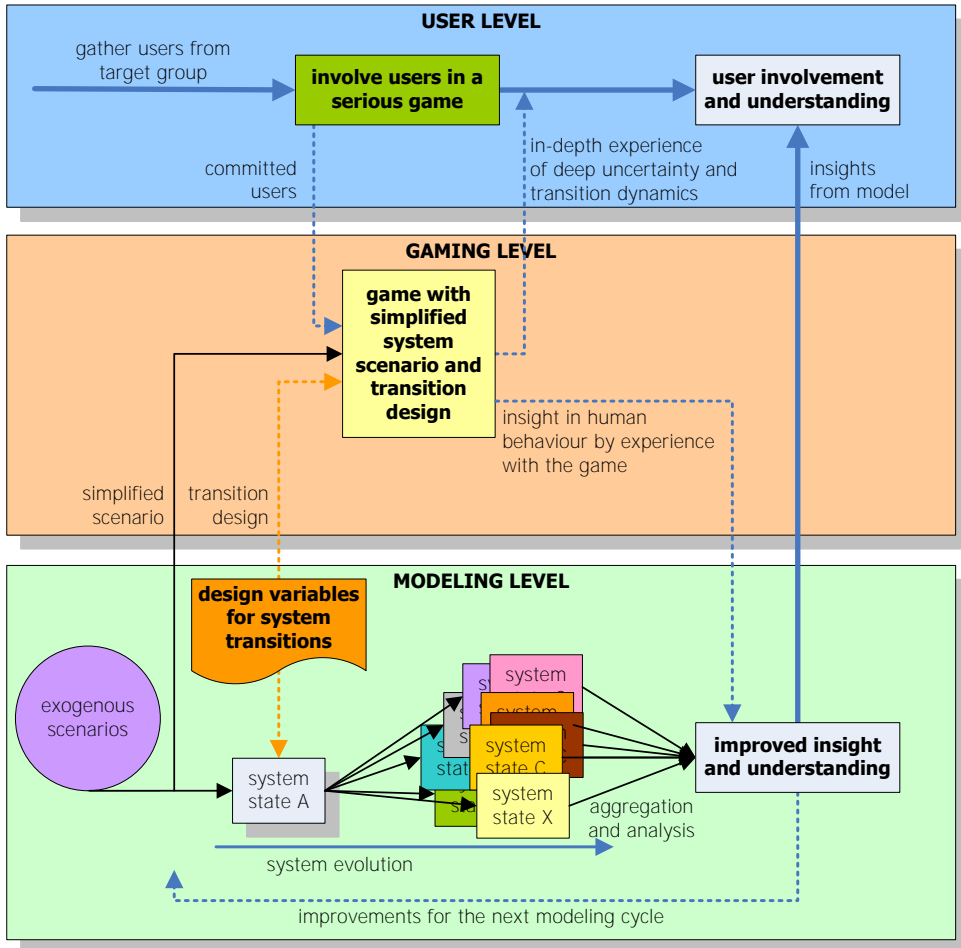 USER LEVEL
gather users from
target group
involve users in a
serious game
user involvement
and understanding
committed
users
in-depth experience
of deep uncertainty and
transition dynamics
insights
from model
GAMING LEVEL
game with
simplified
system
scenario and
transition
design
insight in human
behaviour by experience
with the game
simplified
scenario
transition
design
MODELING LEVEL
design variables
for system
transitions
exogenous
scenarios
system
state A
system
system
system
state C
system
state X
improved insight
and understanding
aggregation
and analysis
system evolution
improvements for the next modeling cycle